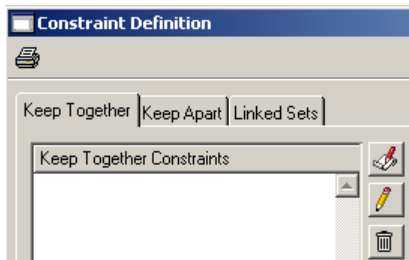 Constraint Definition
Keep Together Keep Apart Linked Sets
Keep Together Constraints